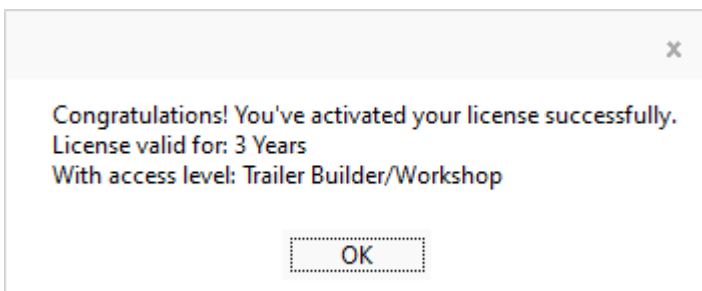 Congratulations! You've activated your license successfully.
License valid for: 3 Years
With access level: Trailer Builder/Workshop
OK